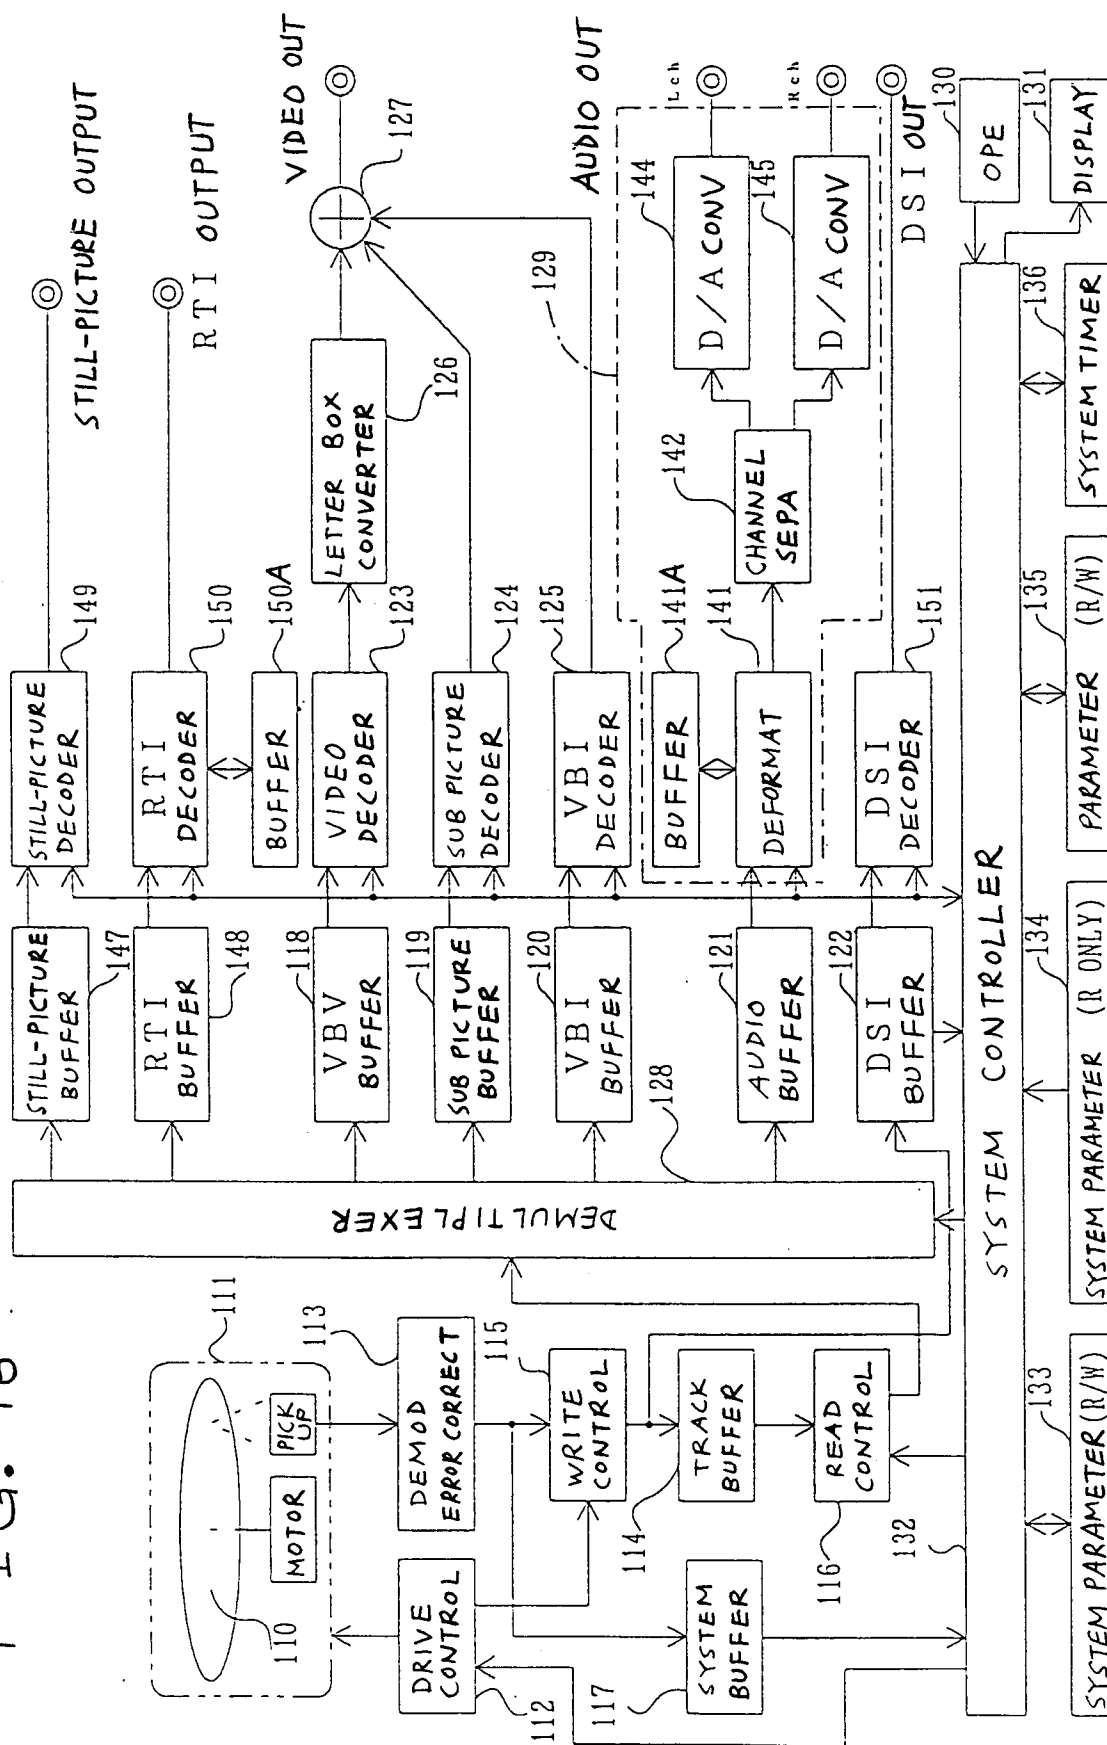 FIG. 16
110
111
MOTOR
PICK
UP
DRIVE
CONTROL
112
DEMOD
ERROR CORRECT
113
WRITE
CONTROL
115
TRACK
BUFFER
114
READ
CONTROL
116
SYSTEM
BUFFER
117
DEMULTIPLEXER
128
STILL-PICTURE
BUFFER
147
RTI
BUFFER
148
VBV
BUFFER
118
SUB PICTURE
BUFFER
119
VBI
BUFFER
120
AUDIO
BUFFER
121
DSI
BUFFER
122
STILL-PICTURE
DECODER
149
RTI
DECODER
150
BUFFER
150A
VIDEO
DECODER
123
SUB PICTURE
DECODER
124
VBI
DECODER
125
BUFFER
141A
DEFORMAT
141
DSI
DECODER
151
LETTER BOX
CONVERTER
126
CHANNEL
SEPA
142
129
D/A CONV
144
D/A CONV
145
127
STILL-PICTURE OUTPUT
RTI OUTPUT
VIDEO OUT
AUDIO OUT
Lch
Rch
DSI OUT
OPE
130
DISPLAY
131
SYSTEM CONTROLLER
132
SYSTEM PARAMETER (R/W)
133
SYSTEM PARAMETER (R ONLY)
134
PARAMETER (R/W)
135
SYSTEM TIMER
136